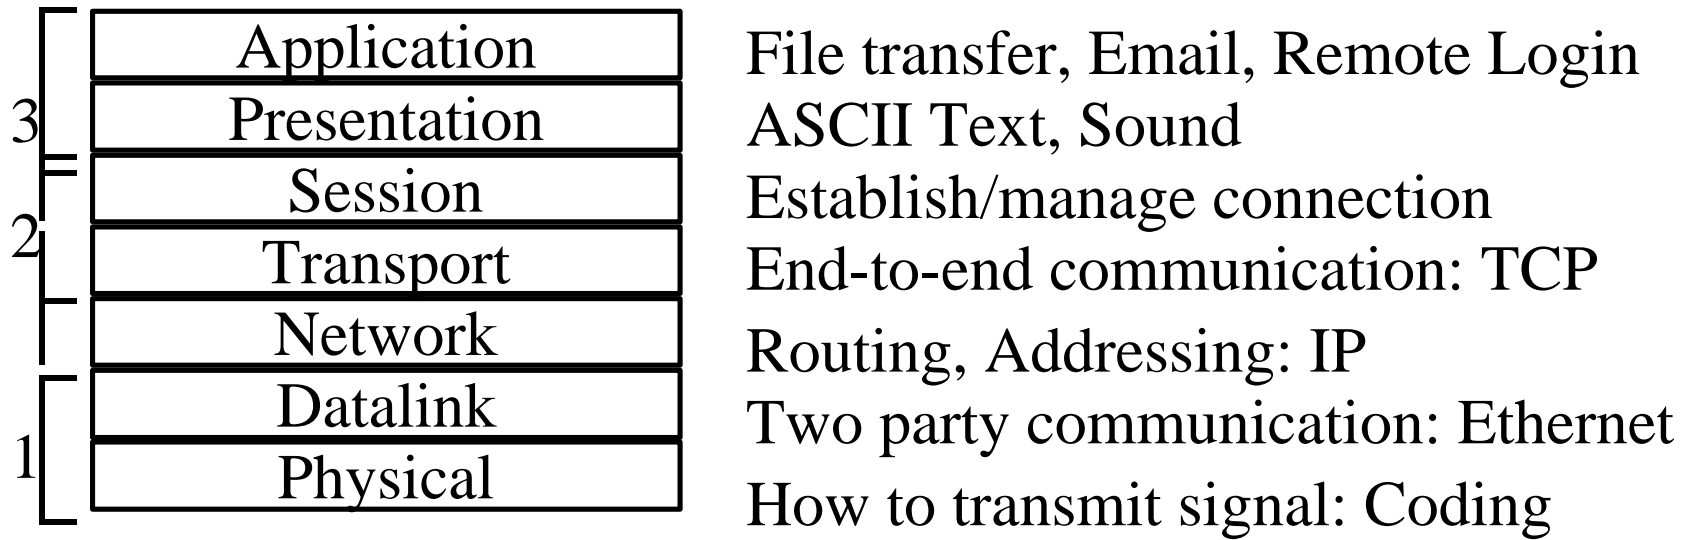 Application File transfer, Email, Remote Login
3 Presentation ASCII Text, Sound
Session Establish/manage connection
2 Transport End-to-end communication: TCP
Network Routing, Addressing: IP
Datalink Two party communication: Ethernet
1 Physical How to transmit signal: Coding